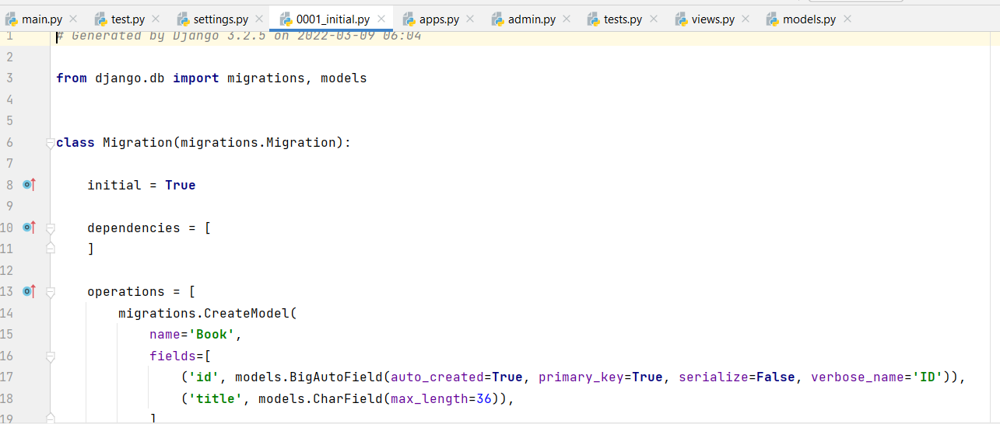 main.py test.py settings.py 0001_initial.py apps.py admin.py tests.py views.py models.py
1 # Generated by Django 3.2.5 on 2022-03-09 06:04
2
3 from django.db import migrations, models
4
5
6 class Migration(migrations.Migration):
7
8 initial = True
9
10 dependencies = [
11 ]
12
13 operations = [
14 migrations.CreateModel(
15 name='Book',
16 fields=[
17 ('id', models.BigAutoField(auto_created=True, primary_key=True, serialize=False, verbose_name='ID')),
18 ('title', models.CharField(max_length=36)),
19 ]